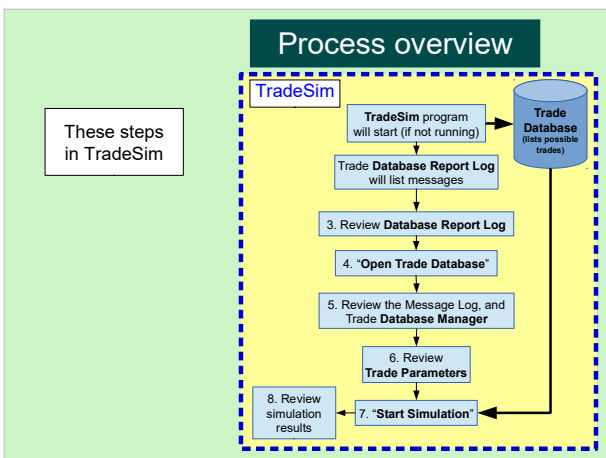 Process overview
TradeSim
These steps
in TradeSim
TradeSim program
will start (if not running)
Trade
Database
(lists possible
trades)
Trade Database Report Log
will list messages
3. Review Database Report Log
4. “Open Trade Database”
5. Review the Message Log, and
Trade Database Manager
6. Review
Trade Parameters
7. “Start Simulation”
8. Review
simulation
results